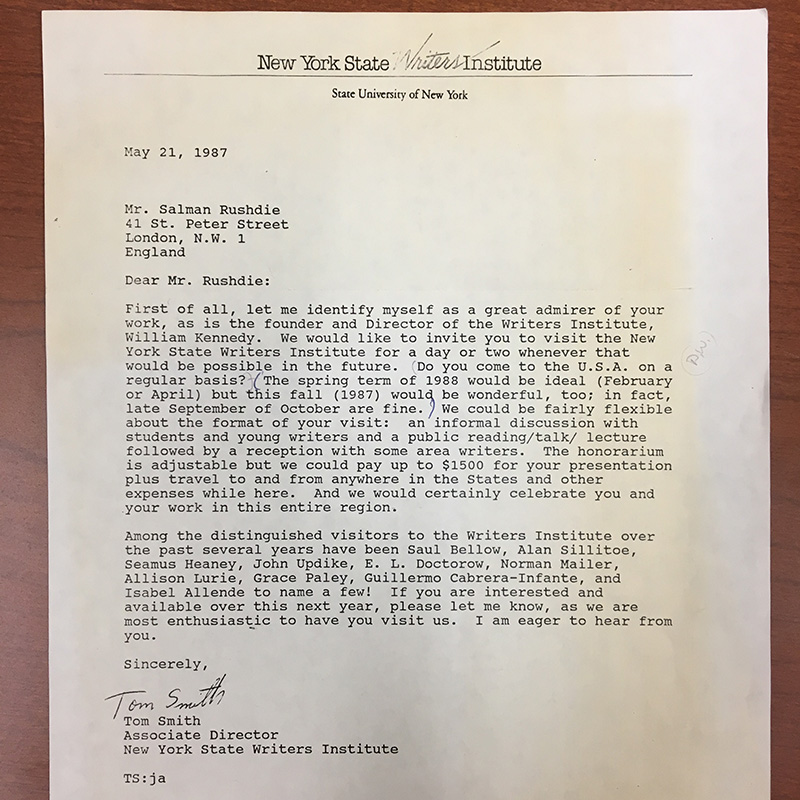 New York State Writers Institute
State University of New York
May 21, 1987
Mr. Salman Rushdie
41 St. Peter Street
London, N.W. 1
England
Dear Mr. Rushdie:
First of all, let me identify myself as a great admirer of your
work, as is the founder and Director of the Writers Institute,
William Kennedy.  We would like to invite you to visit the New
York State Writers Institute for a day or two whenever that
would be possible in the future.  (Do you come to the U.S.A. on a
regular basis?) (The spring term of 1988 would be ideal (February
or April) but this fall (1987) would be wonderful, too; in fact,
late September of October are fine.) We could be fairly flexible
about the format of your visit:  an informal discussion with
students and young writers and a public reading/talk/ lecture
followed by a reception with some area writers.  The honorarium
is adjustable but we could pay up to $1500 for your presentation
plus travel to and from anywhere in the States and other
expenses while here.  And we would certainly celebrate you and
your work in this entire region.
Among the distinguished visitors to the Writers Institute over
the past several years have been Saul Bellow, Alan Sillitoe,
Seamus Heaney, John Updike, E. L. Doctorow, Norman Mailer,
Allison Lurie, Grace Paley, Guillermo Cabrera-Infante, and
Isabel Allende to name a few!  If you are interested and
available over this next year, please let me know, as we are
most enthusiastic to have you visit us.  I am eager to hear from
you.
Sincerely,
Tom Smith
Tom Smith
Associate Director
New York State Writers Institute
TS:ja